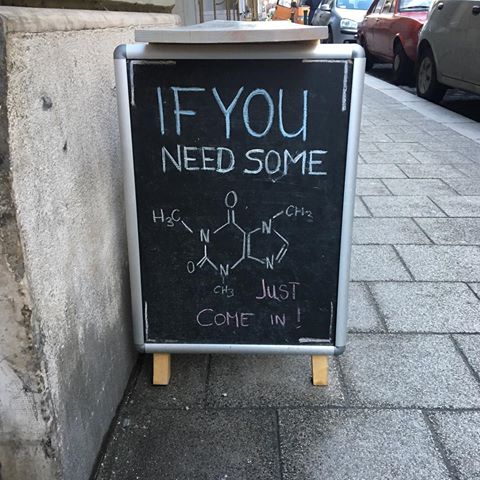 IF YOU
NEED SOME
O
H₃C N N CH₃
O N N
CH₃
JUST
COME IN!